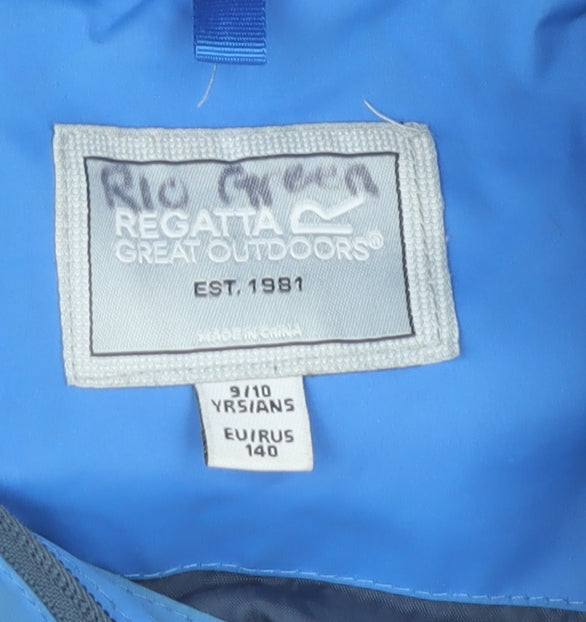 Rio Green
REGATTA R
GREAT OUTDOORS®
EST. 1981
MADE IN CHINA
9/10
YRS/ANS
EU/RUS
140